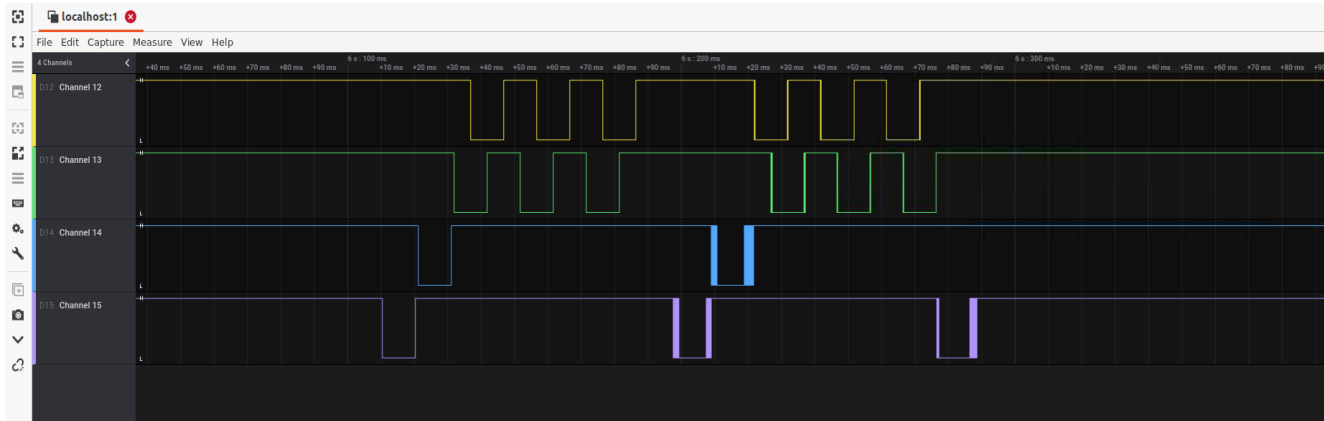 localhost:1
File Edit Capture Measure View Help
4 Channels
6 s : 100 ms 6 s : 200 ms 6 s : 300 ms
+40 ms +50 ms +60 ms +70 ms +80 ms +90 ms +10 ms +20 ms +30 ms +40 ms +50 ms +60 ms +70 ms +80 ms +90 ms +10 ms +20 ms +30 ms +40 ms +50 ms +60 ms +70 ms +80 ms +90 ms +10 ms +20 ms +30 ms +40 ms +50 ms +60 ms +70 ms +80 ms
D12 Channel 12
H
L
D13 Channel 13
H
L
D14 Channel 14
H
L
D15 Channel 15
H
L